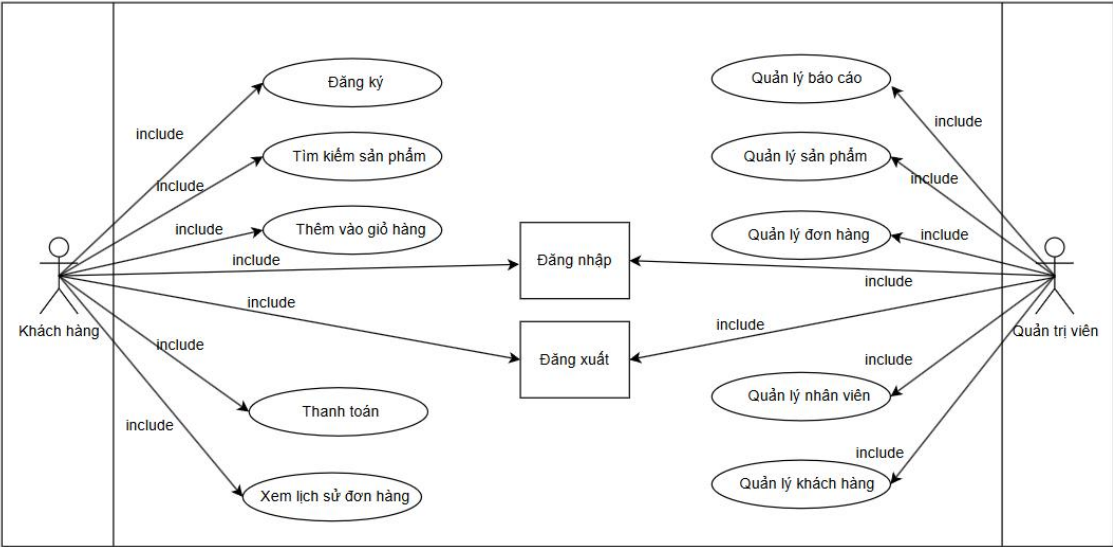 Đăng ký
Quản lý báo cáo
include
include
Tìm kiếm sản phẩm
Quản lý sản phẩm
include
include
Thêm vào giỏ hàng
include
Quản lý đơn hàng
include
include
Đăng nhập
include
include
Khách hàng
include
Quản trị viên
include
Đăng xuất
include
Thanh toán
Quản lý nhân viên
include
include
Xem lịch sử đơn hàng
Quản lý khách hàng